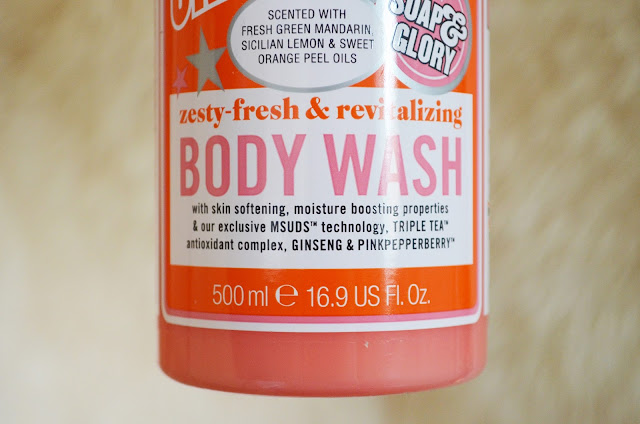 SCENTED WITH
FRESH GREEN MANDARIN,
SICILIAN LEMON & SWEET
ORANGE PEEL OILS
SOAP&
GLORY
zesty-fresh & revitalizing
BODY WASH
with skin softening, moisture boosting properties
& our exclusive MSUDS™ technology, TRIPLE TEA™
antioxidant complex, GINSENG & PINKPEPPERBERRY™
500 ml ℮ 16.9 US Fl. Oz.